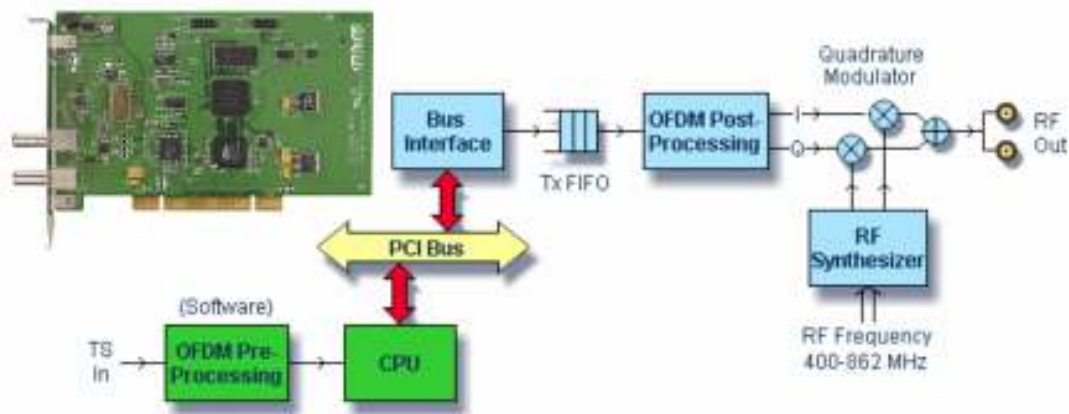 Quadrature
Modulator
Bus
Interface
Tx FIFO
OFDM Post-
Processing
I
Q
RF
Out
PCI Bus
RF
Synthesizer
RF Frequency
400-862 MHz
(Software)
TS
In
OFDM Pre-
Processing
CPU